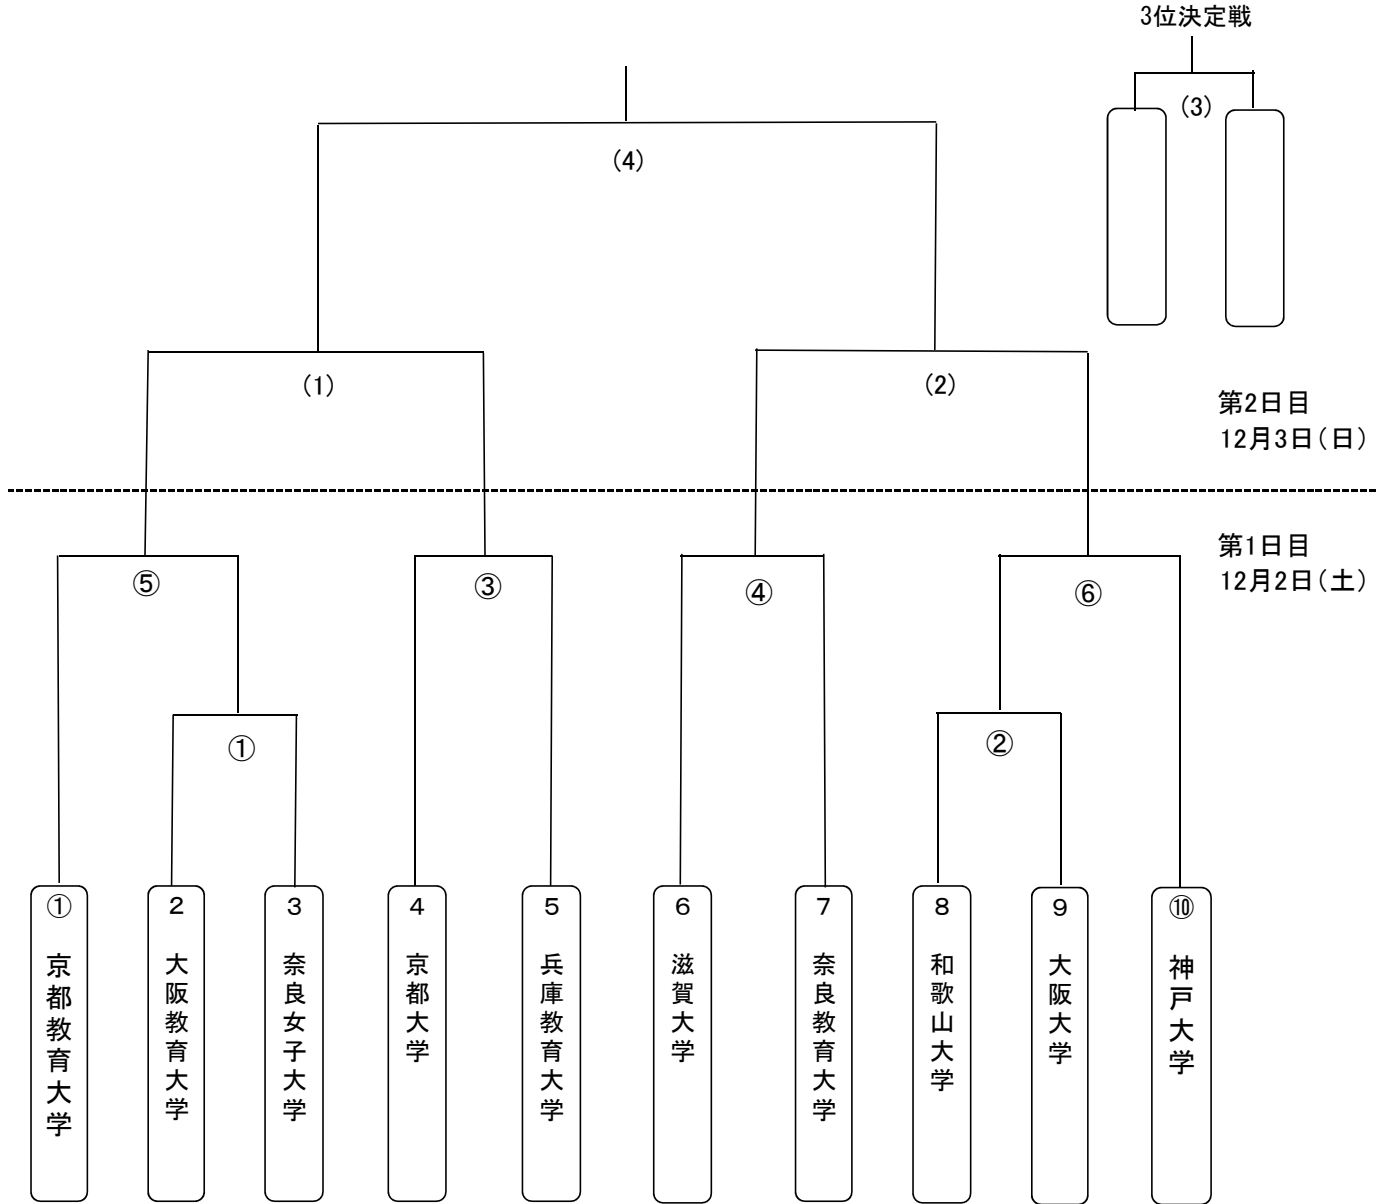 3位決定戦
(3)
(4)
(1)
(2)
第2日目
12月3日(日)
第1日目
12月2日(土)
⑤
③
④
⑥
①
②
① 京都教育大学
2 大阪教育大学
3 奈良女子大学
4 京都大学
5 兵庫教育大学
6 滋賀大学
7 奈良教育大学
8 和歌山大学
9 大阪大学
⑩ 神戸大学